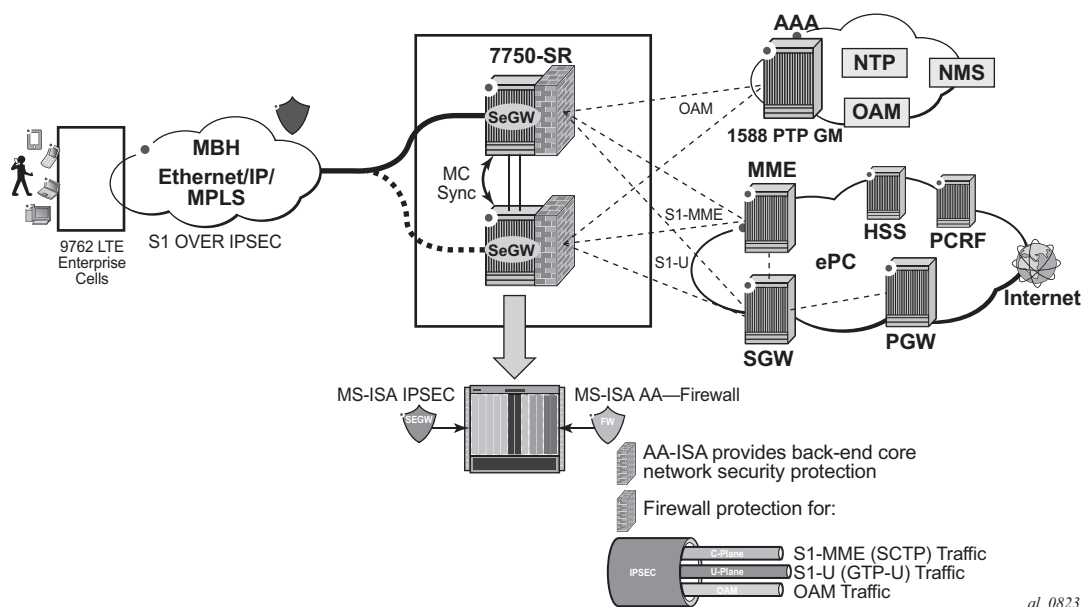 AAA
7750-SR
NTP
NMS
OAM
1588 PTP GM
SeGW
OAM
MBH
Ethernet/IP/
MPLS
MC
Sync
MME
HSS
PCRF
S1-MME
S1 OVER IPSEC
SeGW
S1-U
ePC
9762 LTE
Enterprise
Cells
Internet
SGW
PGW
MS-ISA IPSEC
MS-ISA AA—Firewall
SEGW
FW
AA-ISA provides back-end core
network security protection
Firewall protection for:
IPSEC
C-Plane
S1-MME (SCTP) Traffic
U-Plane
S1-U (GTP-U) Traffic
OAM
OAM Traffic
al_0823